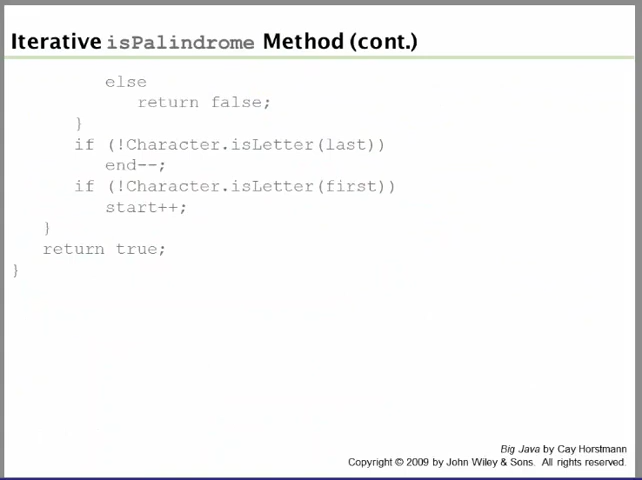 Iterative isPalindrome Method (cont.)
else
return false;
}
if (!Character.isLetter(last))
end--;
if (!Character.isLetter(first))
start++;
}
return true;
}
Big Java by Cay Horstmann
Copyright © 2009 by John Wiley & Sons. All rights reserved.